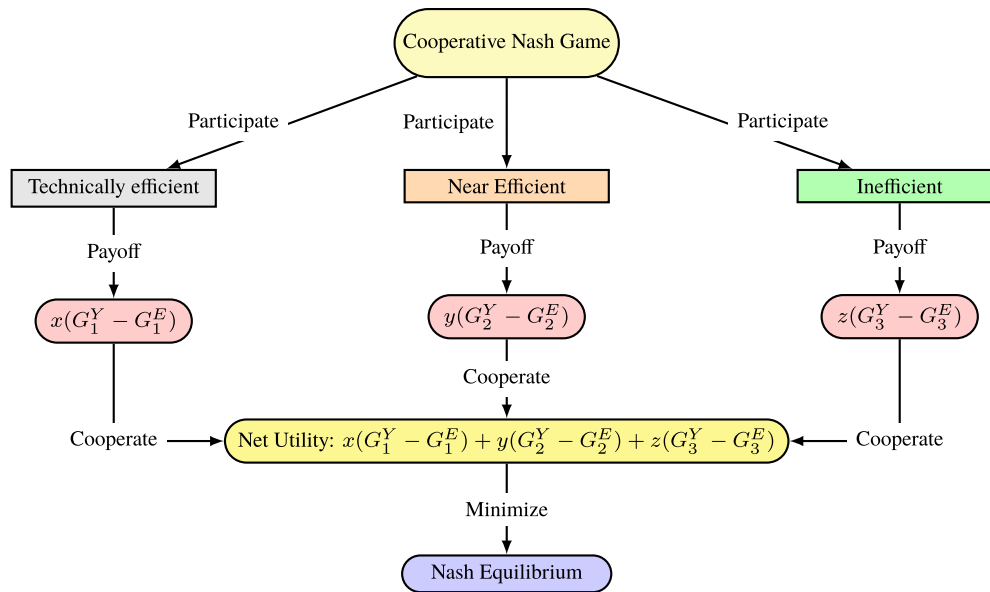 Cooperative Nash Game
Participate Participate Participate
Technically efficient Near Efficient Inefficient
Payoff Payoff Payoff
$x(G_1^Y - G_1^E)$ $y(G_2^Y - G_2^E)$ $z(G_3^Y - G_3^E)$
Cooperate
Cooperate Net Utility: $x(G_1^Y - G_1^E) + y(G_2^Y - G_2^E) + z(G_3^Y - G_3^E)$ Cooperate
Minimize
Nash Equilibrium